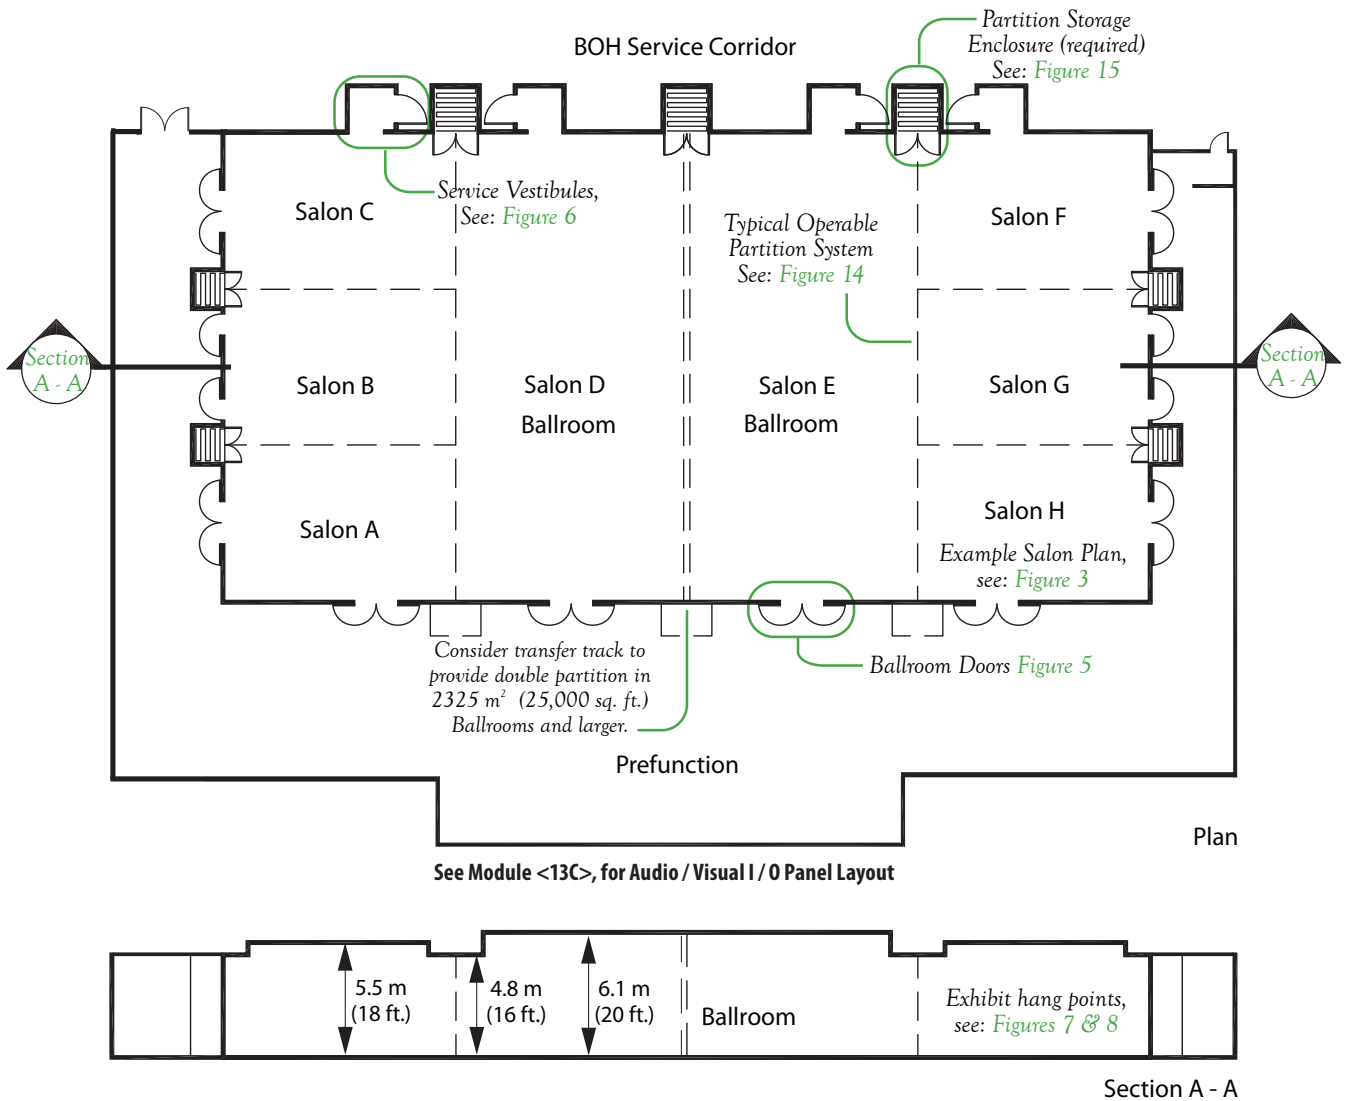 BOH Service Corridor
Partition Storage
Enclosure (required)
See: Figure 15
Salon C
Service Vestibules,
See: Figure 6
Typical Operable
Partition System
See: Figure 14
Salon F
Section
A - A
Salon B
Salon D
Ballroom
Salon E
Ballroom
Salon G
Section
A - A
Salon A
Salon H
Example Salon Plan,
see: Figure 3
Consider transfer track to
provide double partition in
2325 m² (25,000 sq. ft.)
Ballrooms and larger.
Ballroom Doors Figure 5
Prefunction
Plan
See Module <13C>, for Audio / Visual I / O Panel Layout
5.5 m
(18 ft.)
4.8 m
(16 ft.)
6.1 m
(20 ft.)
Ballroom
Exhibit hang points,
see: Figures 7 & 8
Section A - A